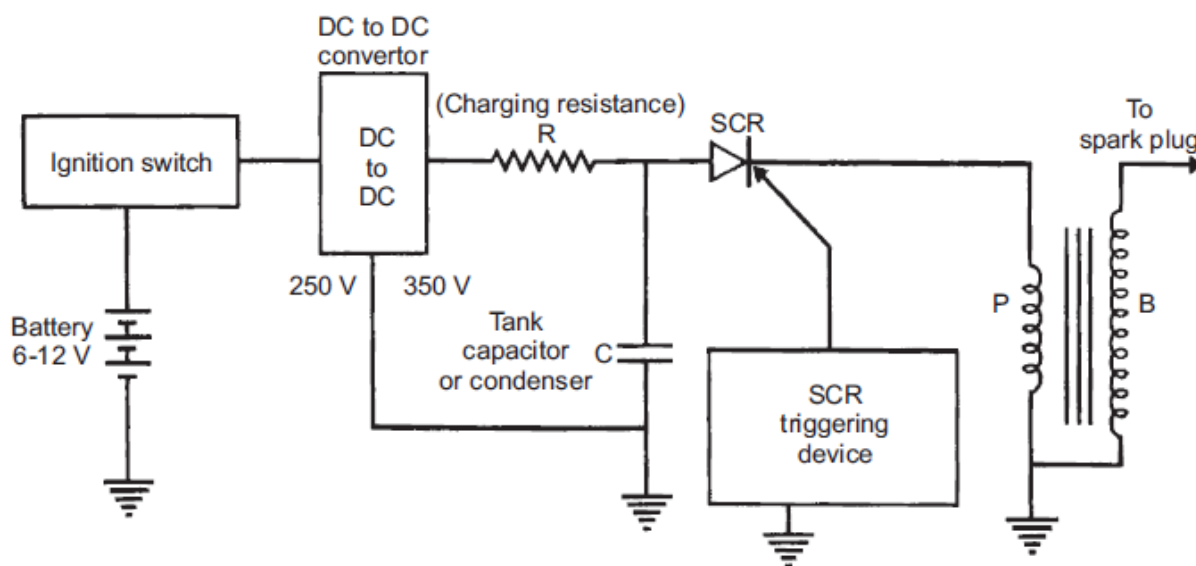 DC to DC
convertor
(Charging resistance)
R
SCR
To
spark plug
Ignition switch
DC
to
DC
250 V
350 V
Battery
6-12 V
Tank
capacitor
or condenser
C
SCR
triggering
device
P
B